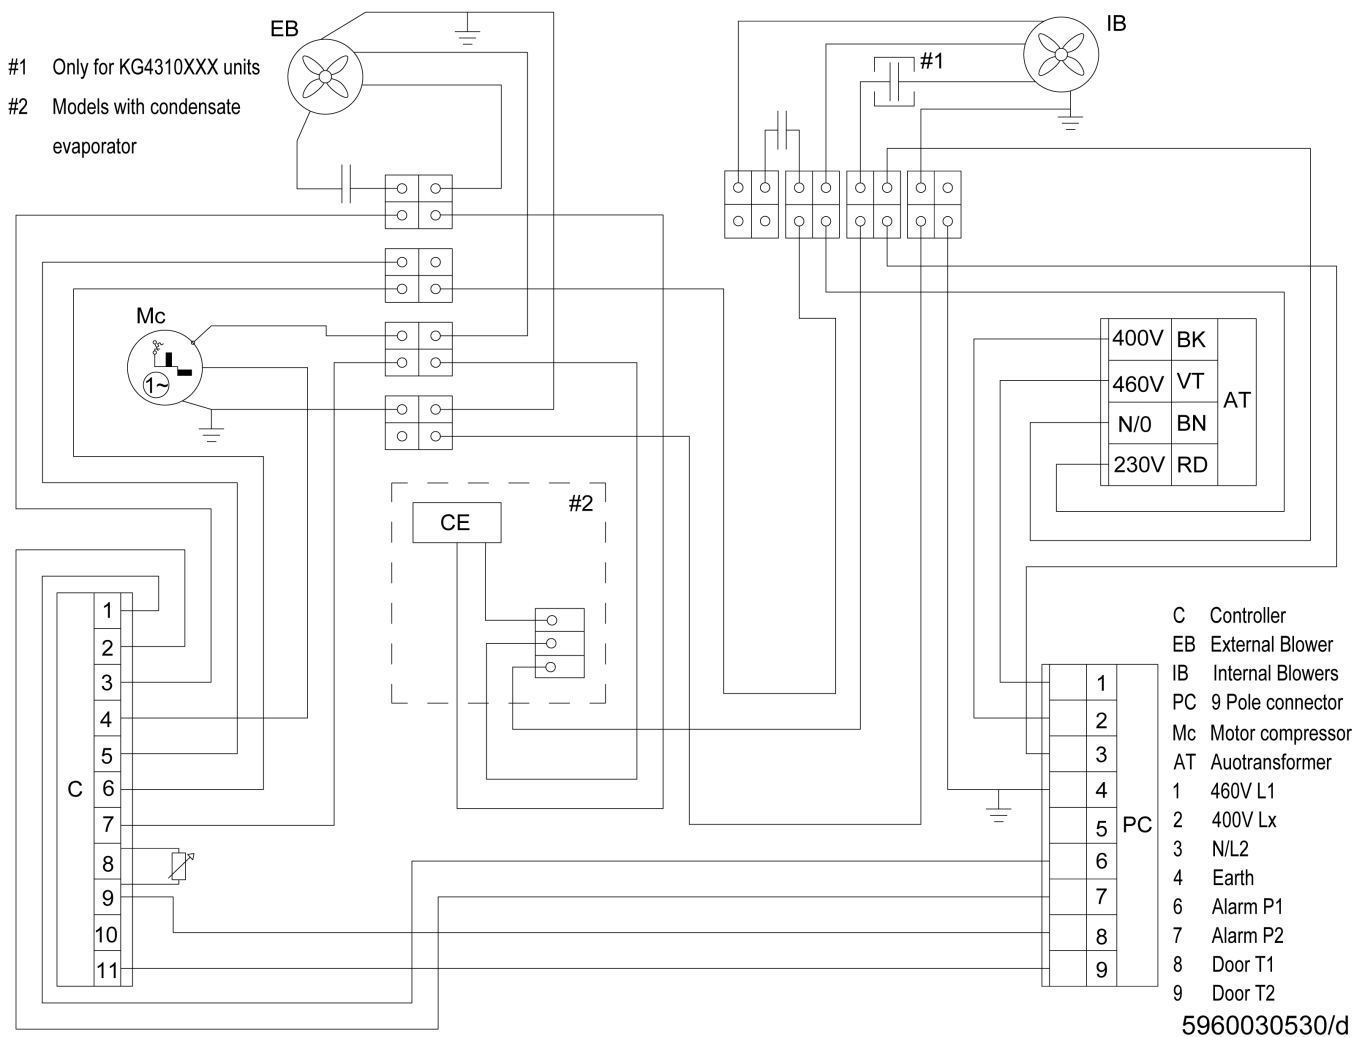 EB
IB
#1 Only for KG4310XXX units
#2 Models with condensate
evaporator
#1
Mc
1~
400V BK
460V VT
N/0 BN
230V RD
AT
#2
CE
C
1
2
3
4
5
6
7
8
9
10
11
1
2
3
4
5
6
7
8
9
PC
C Controller
EB External Blower
IB Internal Blowers
PC 9 Pole connector
Mc Motor compressor
AT Auotransformer
1 460V L1
2 400V Lx
3 N/L2
4 Earth
6 Alarm P1
7 Alarm P2
8 Door T1
9 Door T2
5960030530/d